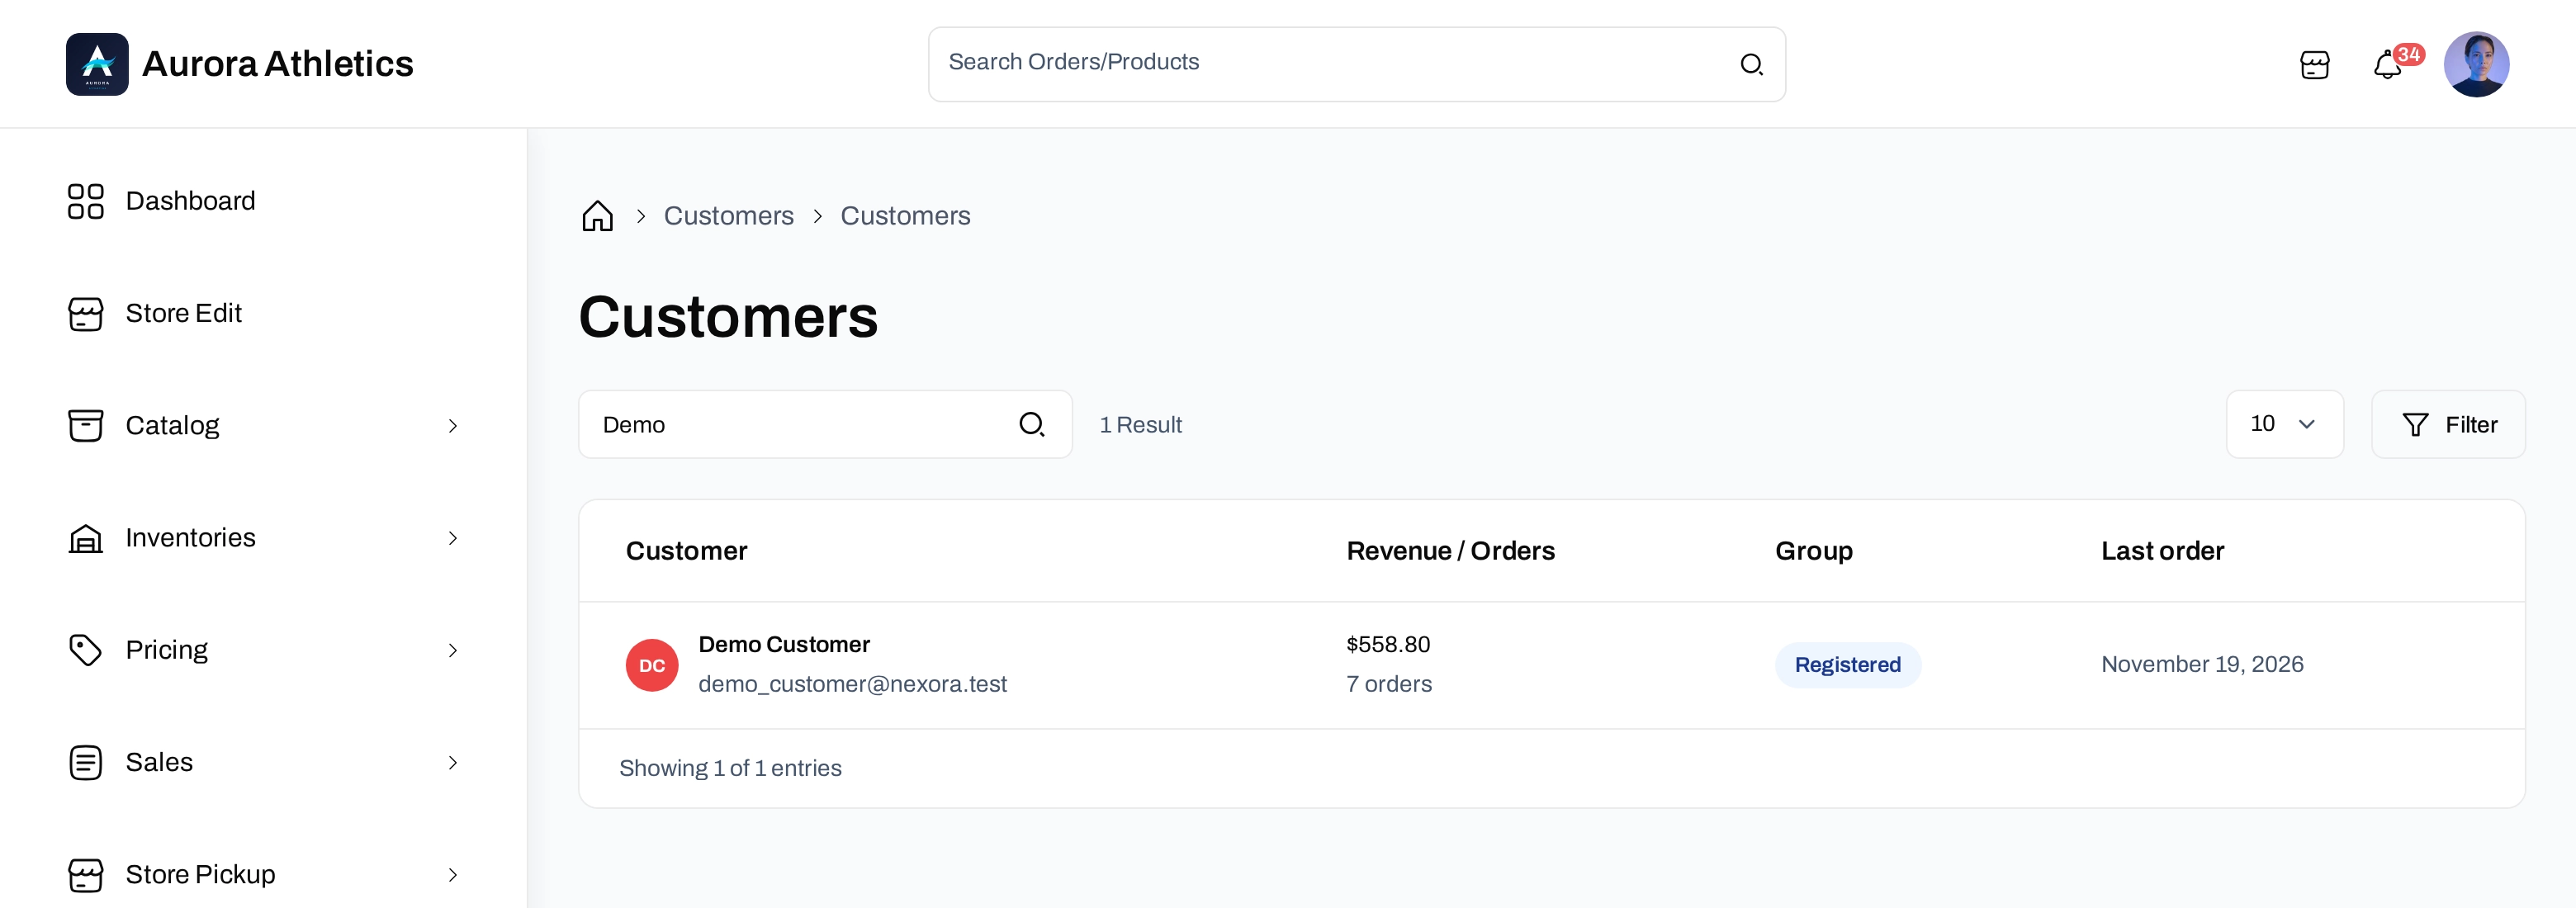 AURORA
Aurora Athletics
Search Orders/Products
34
Dashboard
Store Edit
Catalog
Inventories
Pricing
Sales
Store Pickup
Customers
Customers
Customers
Demo
1 Result
10
Filter
Customer
Revenue / Orders
Group
Last order
DC
Demo Customer
demo_customer@nexora.test
$558.80
7 orders
Registered
November 19, 2026
Showing 1 of 1 entries